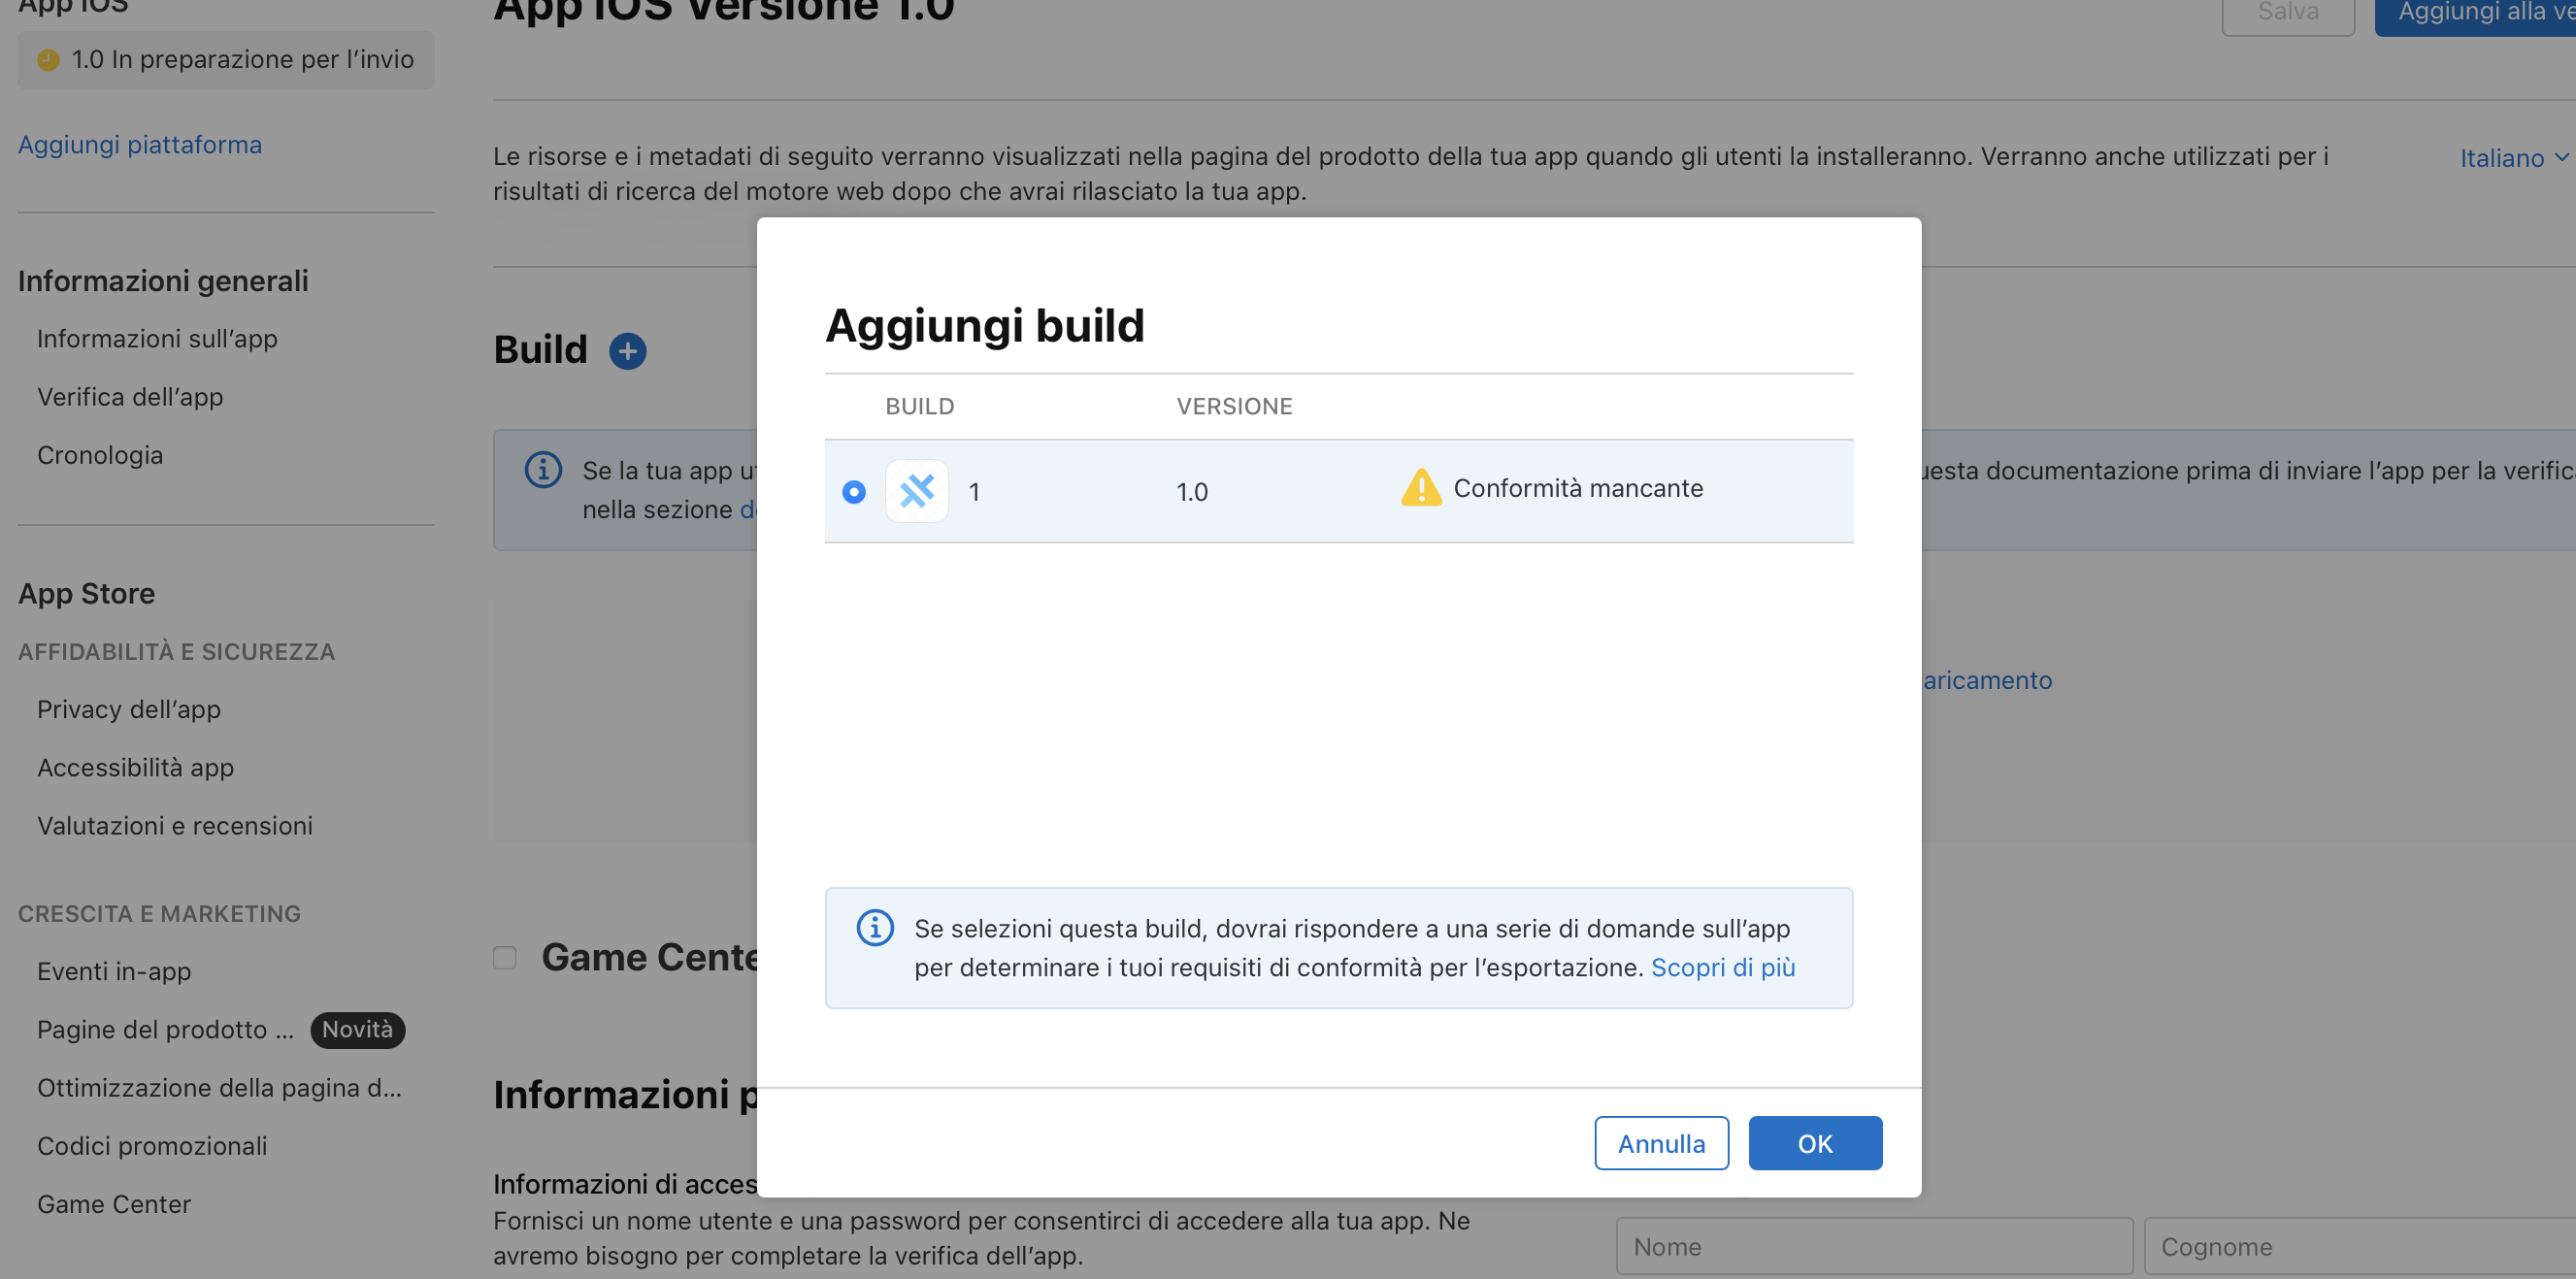 App iOS
1.0 In preparazione per l’invio
Aggiungi piattaforma
Informazioni generali
Informazioni sull’app
Verifica dell’app
Cronologia
App Store
AFFIDABILITÀ E SICUREZZA
Privacy dell’app
Accessibilità app
Valutazioni e recensioni
CRESCITA E MARKETING
Eventi in-app
Pagine del prodotto ... Novità
Ottimizzazione della pagina d...
Codici promozionali
Game Center
App iOS Versione 1.0
Salva
Aggiungi alla ve
Le risorse e i metadati di seguito verranno visualizzati nella pagina del prodotto della tua app quando gli utenti la installeranno. Verranno anche utilizzati per i
risultati di ricerca del motore web dopo che avrai rilasciato la tua app.
Italiano
Build
Se la tua app
uesta documentazione prima di inviare l’app per la verific
nella sezione
aricamento
Game Cente
Informazioni p
Informazioni di acces
Fornisci un nome utente e una password per consentirci di accedere alla tua app. Ne
avremo bisogno per completare la verifica dell’app.
Nome
Cognome
Aggiungi build
BUILD VERSIONE
1 1.0 Conformità mancante
Se selezioni questa build, dovrai rispondere a una serie di domande sull’app
per determinare i tuoi requisiti di conformità per l’esportazione. Scopri di più
Annulla OK